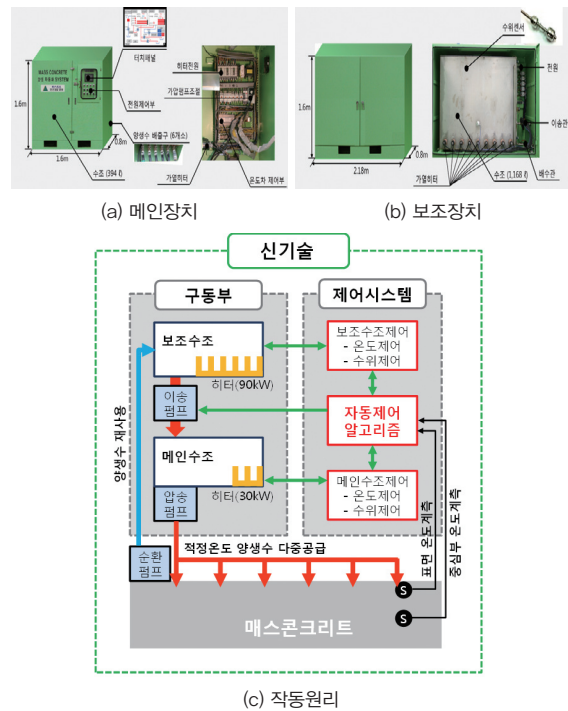 터치패널
MASS CONCRETE
전원제어부
1.6m
양생수 배출구 (6개소)
0.8m
1.6m
수조 (394 ℓ)
히터전원
기압펌프조절
가열히터
온도차 제어부
(a) 메인장치
수위센서
전원
1.6m
이송관
0.8m
2.18m
가열히터
수조 (1,168 ℓ)
배수관
(b) 보조장치
신기술
구동부
제어시스템
보조수조
히터(90kW)
보조수조제어
- 온도제어
- 수위제어
이송
펌프
자동제어
알고리즘
양생수 재사용
메인수조
히터(30kW)
압송
펌프
메인수조제어
- 온도제어
- 수위제어
표면 온도계측
중심부 온도계측
적정온도 양생수 다중공급
순환
펌프
S
S
매스콘크리트
(c) 작동원리